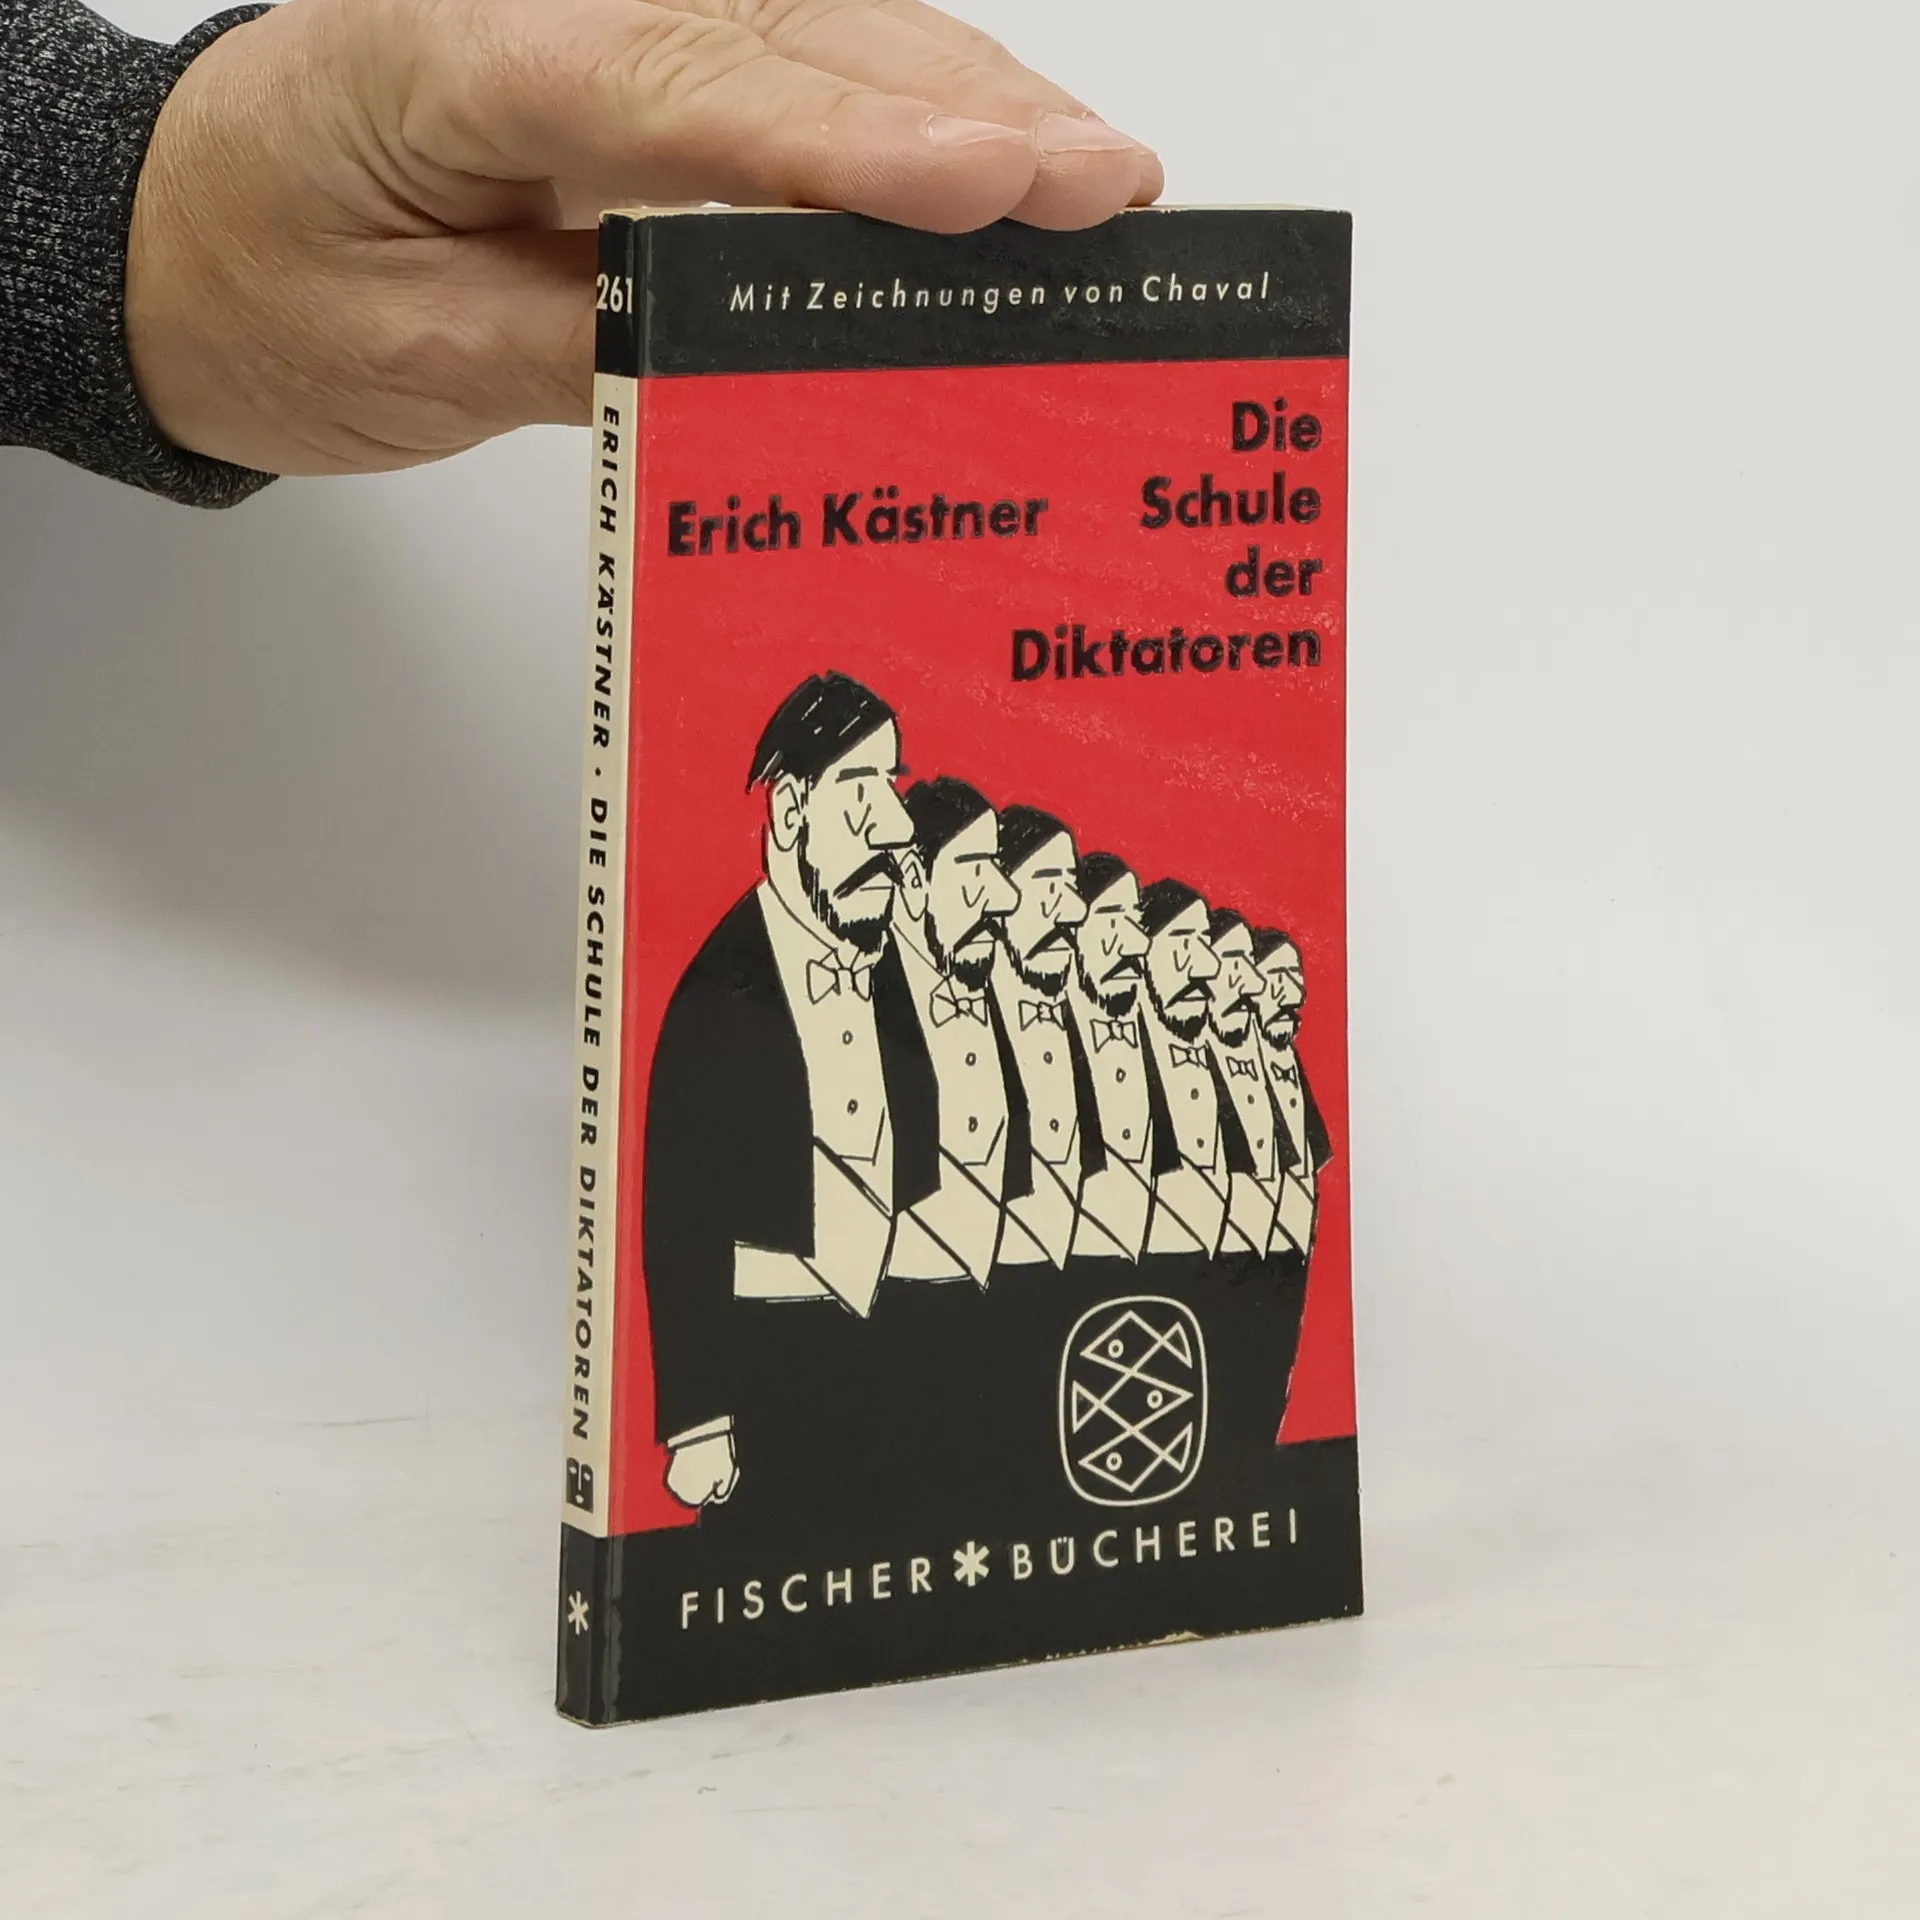 261
Mit Zeichnungen von Chaval
Erich Kästner
Die
Schule
der
Diktatoren
ERICH KÄSTNER · DIE SCHULE DER DIKTATOREN
FISCHER * BÜCHEREI
*